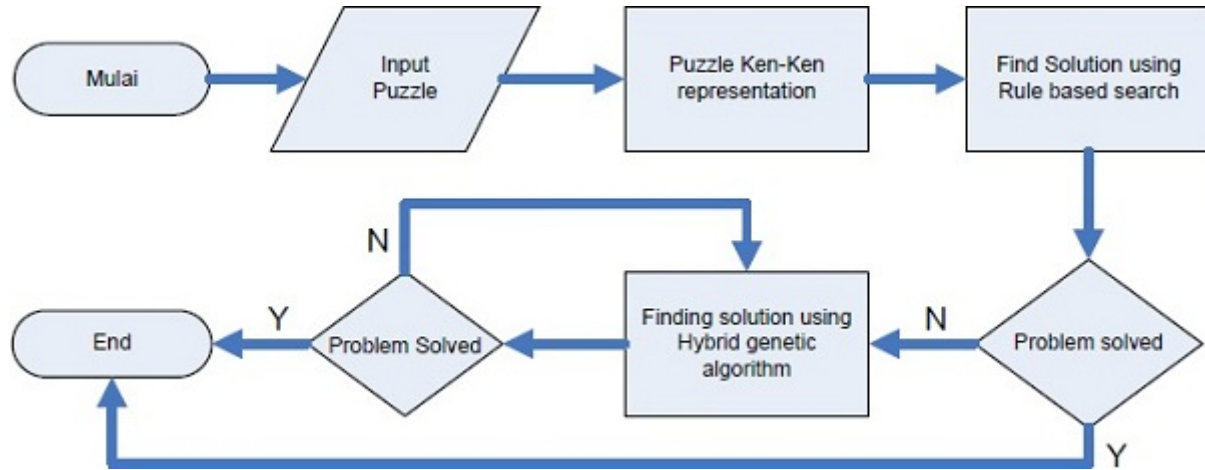 Mulai
Input
Puzzle
Puzzle Ken-Ken
representation
Find Solution using
Rule based search
Problem solved
N
Y
Finding solution using
Hybrid genetic
algorithm
Problem Solved
N
Y
End